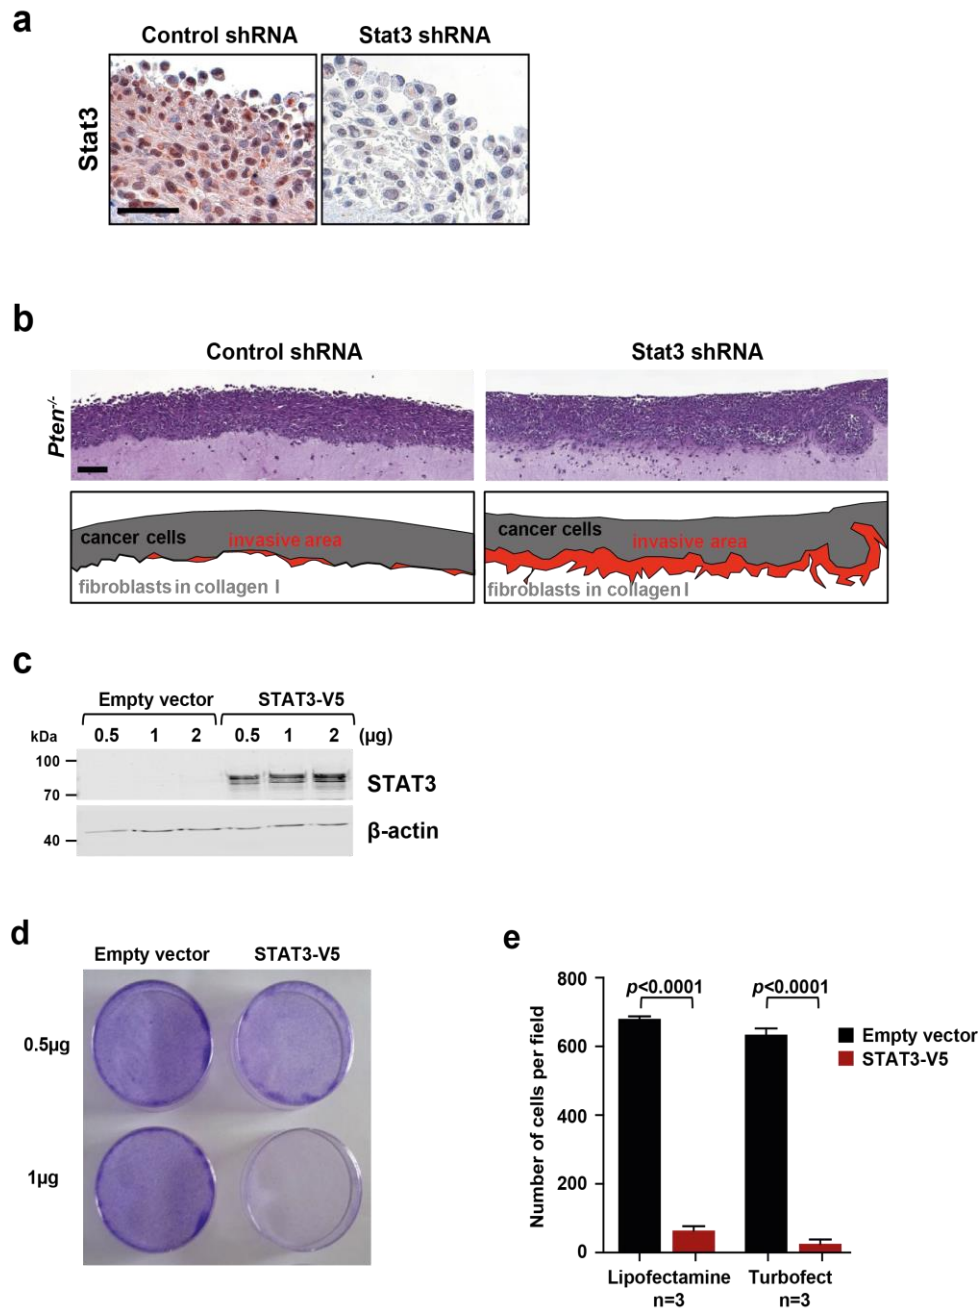 a
Control shRNA Stat3 shRNA
Stat3
b
Control shRNA Stat3 shRNA
Pten-/-
cancer cells invasive area
fibroblasts in collagen I
cancer cells invasive area
fibroblasts in collagen I
c
Empty vector STAT3-V5
kDa 0.5 1 2 0.5 1 2 (µg)
100
70
STAT3
40
β-actin
d
Empty vector STAT3-V5
0.5µg
1µg
e
Number of cells per field
800
600
400
200
0
p<0.0001 p<0.0001
Empty vector
STAT3-V5
Lipofectamine Turbofect
n=3 n=3